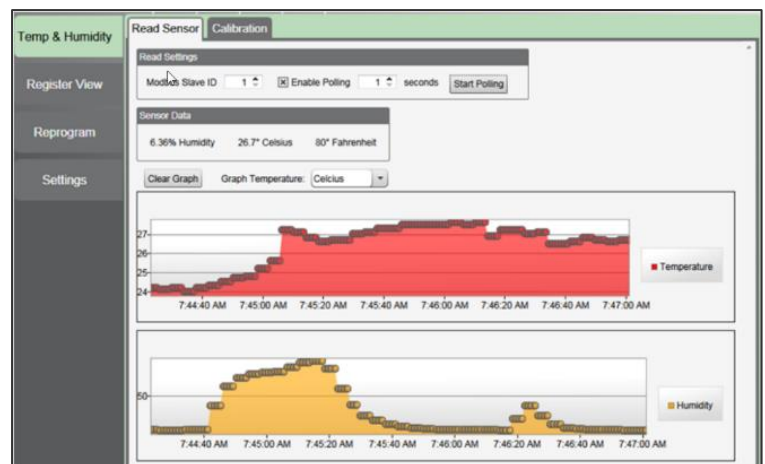 Temp & Humidity
Register View
Reprogram
Settings
Read Sensor Calibration
Read Settings
Modbus Slave ID 1 Enable Polling 1 seconds Start Polling
Sensor Data
6.36% Humidity 26.7° Celsius 80° Fahrenheit
Clear Graph Graph Temperature: Celcius
27
26
25
24
7:44:40 AM 7:45:00 AM 7:45:20 AM 7:45:40 AM 7:46:00 AM 7:46:20 AM 7:46:40 AM 7:47:00 AM
Temperature
50
7:44:40 AM 7:45:00 AM 7:45:20 AM 7:45:40 AM 7:46:00 AM 7:46:20 AM 7:46:40 AM 7:47:00 AM
Humidity